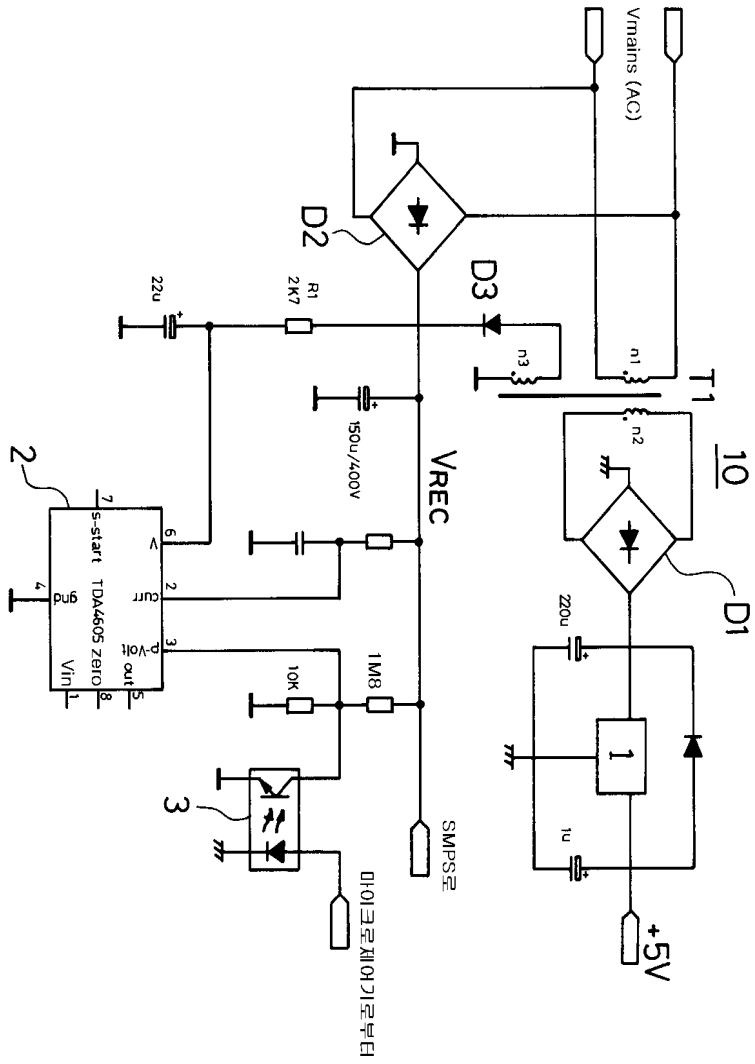 Vmains (AC)
D2
D3
22u
R1
2K7
n3
n1
T1
n2
10
D1
150u/400V
VREC
220u
1
1u
+5V
2
7
s-start
6
V
TDA4605
4
gnd
2
curr
3
p-Volt
zero
out
5
Vin
1
8
10K
1M8
3
SMPS로
마이크로제어기로부터